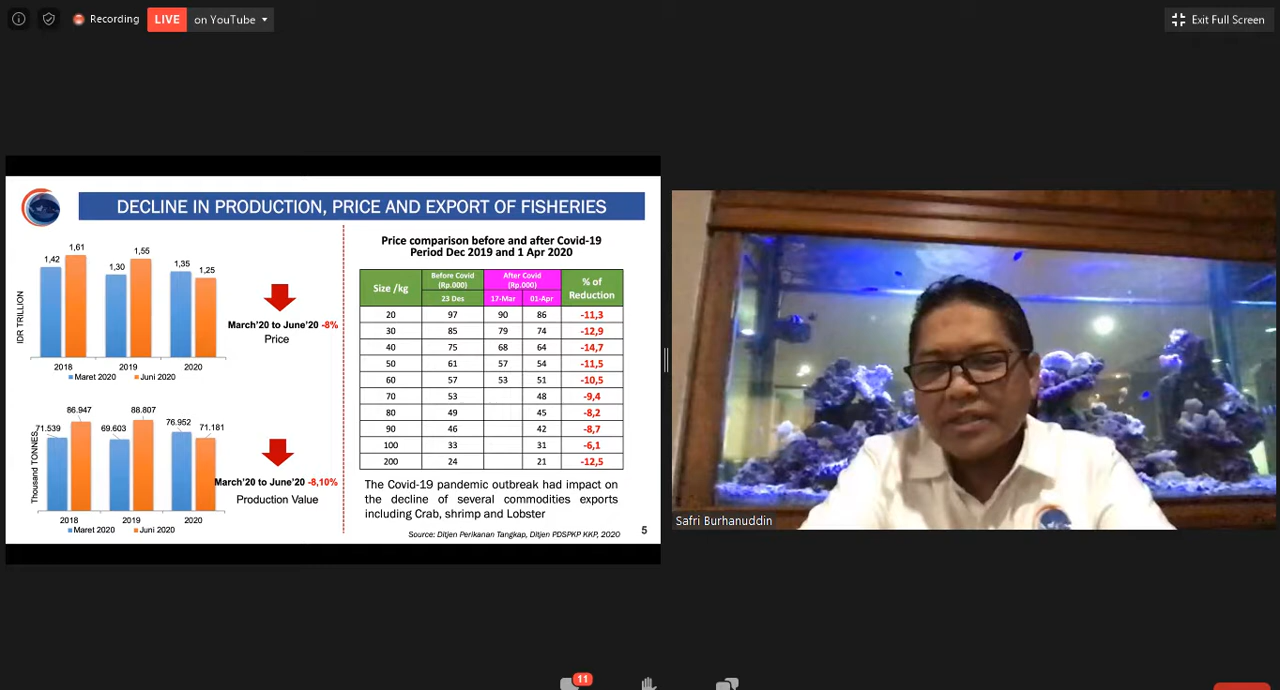 Recording
LIVE on YouTube
Exit Full Screen
DECLINE IN PRODUCTION, PRICE AND EXPORT OF FISHERIES
IDR TRILLION
1,42 1,61 1,30 1,55 1,35 1,25
2018 2019 2020
Maret 2020 Juni 2020
March'20 to June'20 -8%
Price
Thousand TONNES
71.539 86.947 69.603 88.807 76.952 71.181
2018 2019 2020
Maret 2020 Juni 2020
March'20 to June'20 -8,10%
Production Value
Price comparison before and after Covid-19
Period Dec 2019 and 1 Apr 2020
Size /kg Before Covid (Rp.000) After Covid (Rp.000) % of Reduction
23 Des 17-Mar 01-Apr
20 97 90 86 -11,3
30 85 79 74 -12,9
40 75 68 64 -14,7
50 61 57 54 -11,5
60 57 53 51 -10,5
70 53 48 -9,4
80 49 45 -8,2
90 46 42 -8,7
100 33 31 -6,1
200 24 21 -12,5
The Covid-19 pandemic outbreak had impact on
the decline of several commodities exports
including Crab, shrimp and Lobster
Source: Ditjen Perikanan Tangkap, Ditjen PDSPKP KKP, 2020
5
Safri Burhanuddin
11